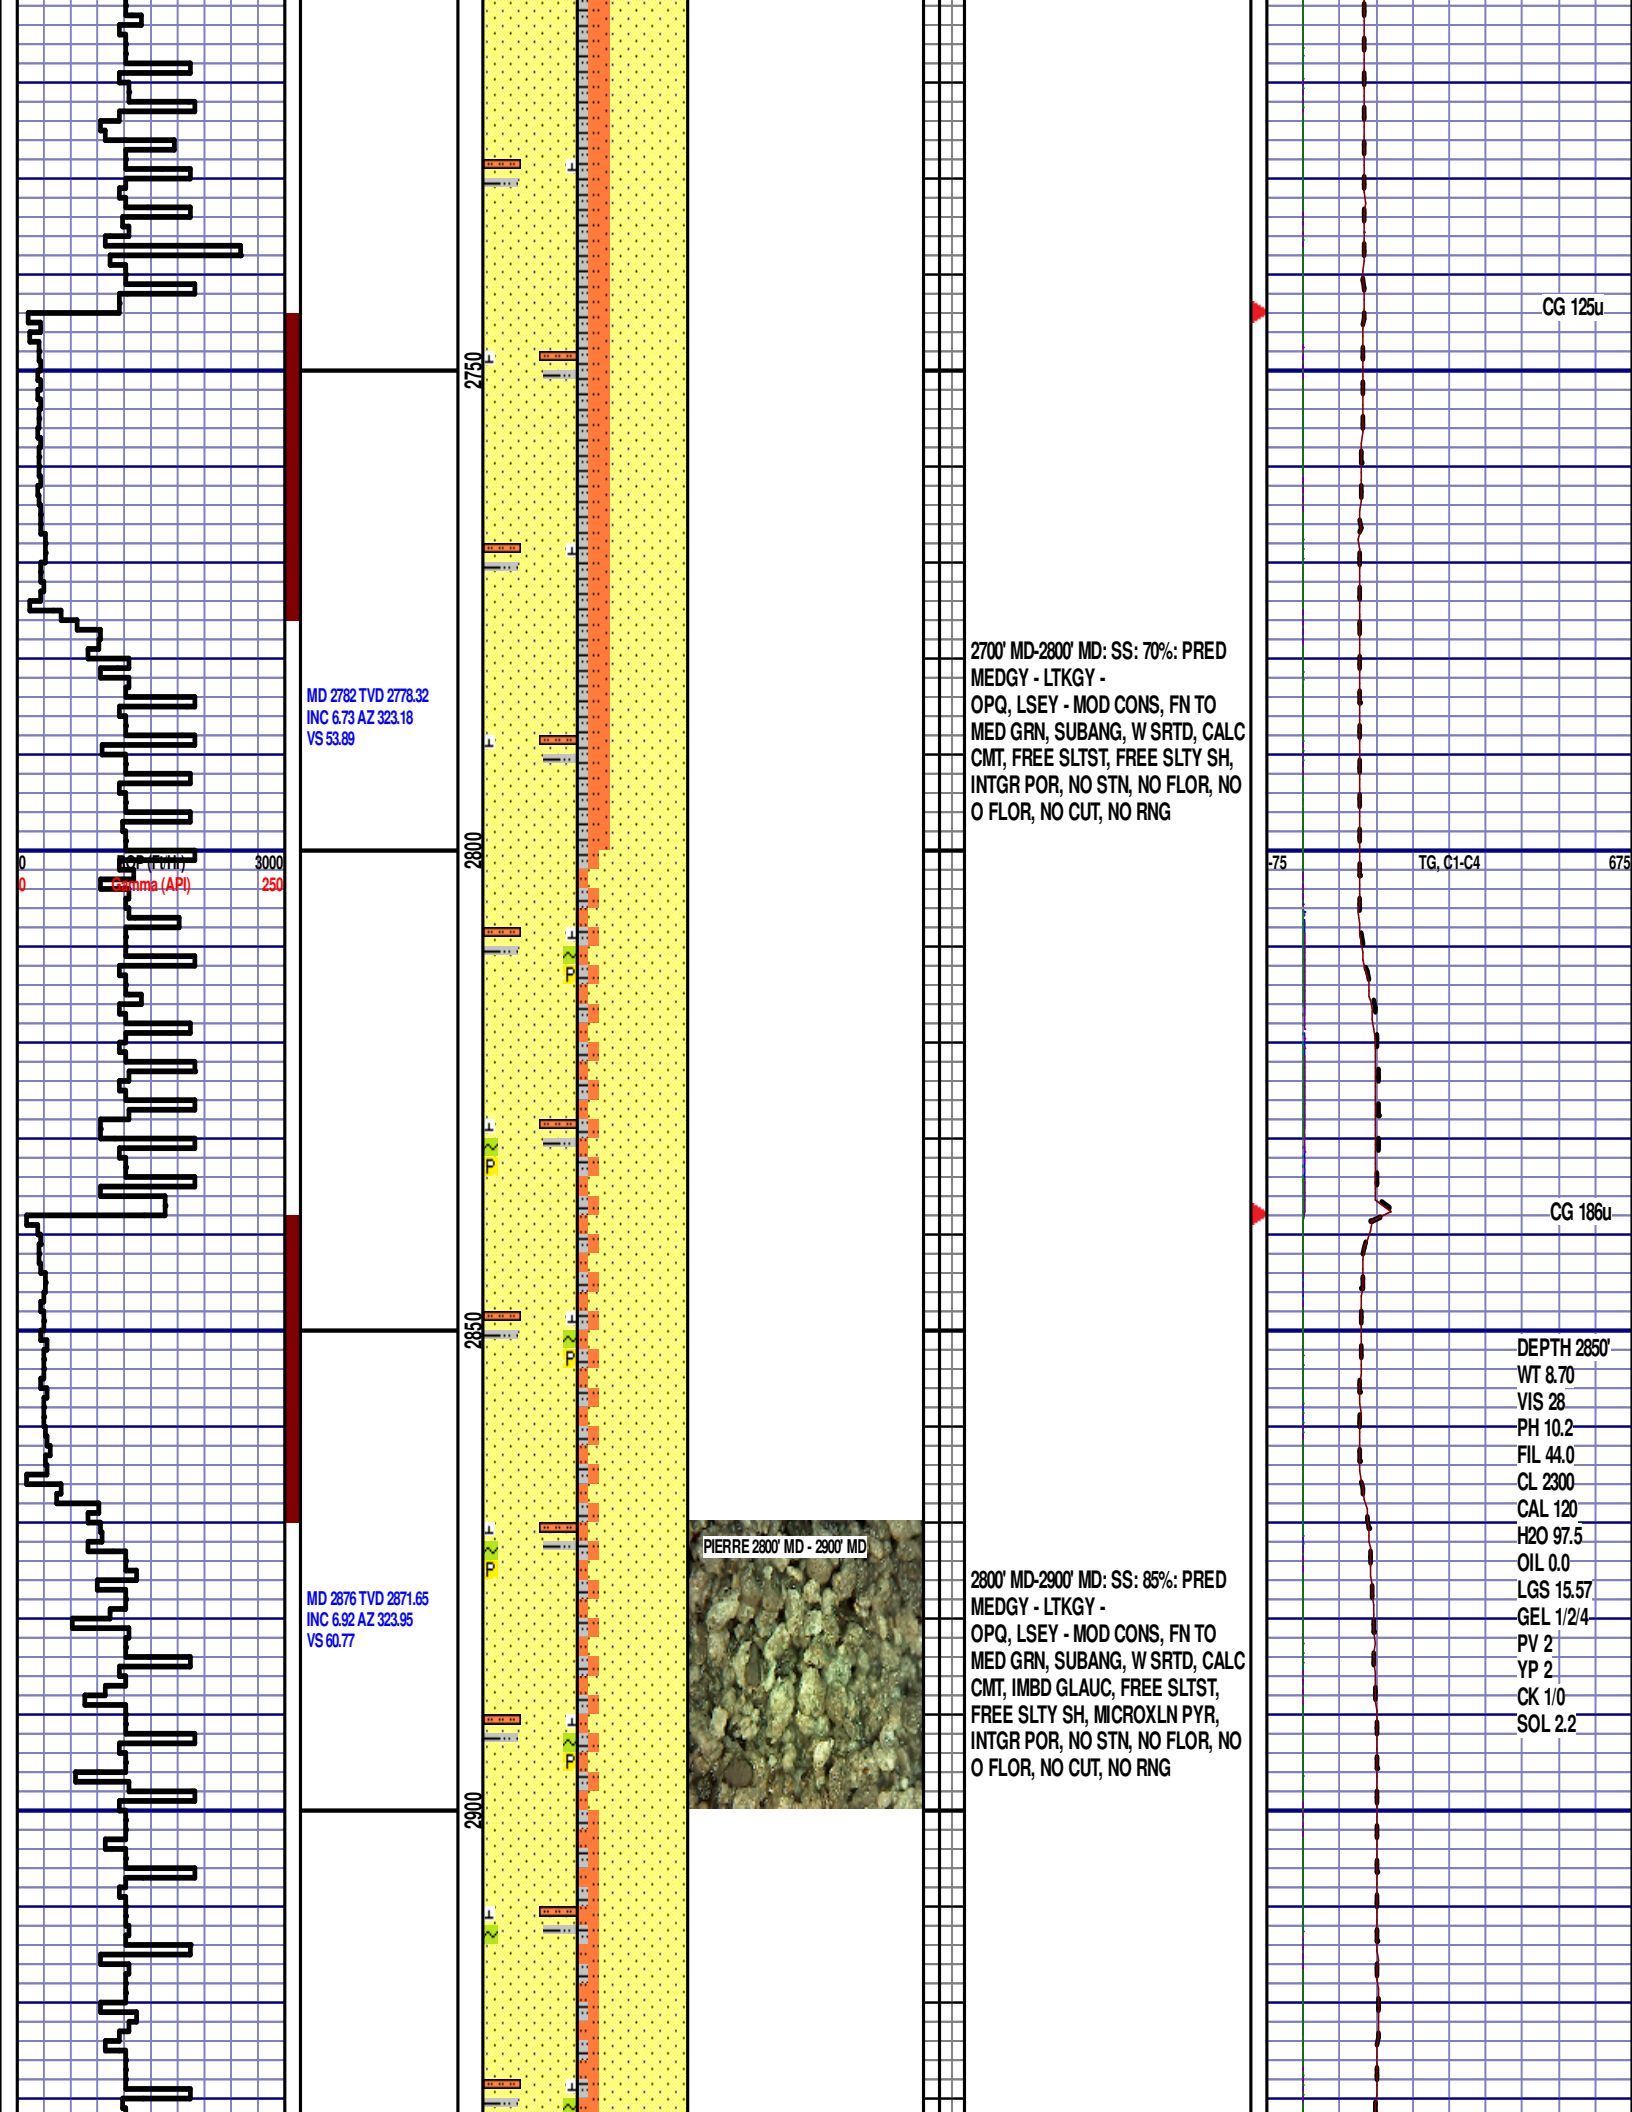 CG 125u
2750
2700' MD-2800' MD: SS: 70%: PRED
MEDGY - LTKGY -
OPQ, LSEY - MOD CONS, FN TO
MED GRN, SUBANG, W SRTD, CALC
CMT, FREE SLTST, FREE SLTY SH,
INTGR POR, NO STN, NO FLOR, NO
O FLOR, NO CUT, NO RNG
MD 2782 TVD 2778.32
INC 6.73 AZ 323.18
VS 53.89
2800
0 ROP (Ft/Hr) 3000
0 Gamma (API) 250
-75 TG, C1-C4 675
P
P
CG 186u
2850
P
DEPTH 2850'
WT 8.70
VIS 28
PH 10.2
FIL 44.0
CL 2300
CAL 120
H2O 97.5
OIL 0.0
LGS 15.57
GEL 1/2/4
PV 2
YP 2
CK 1/0
SOL 2.2
P
PIERRE 2800' MD - 2900' MD
2800' MD-2900' MD: SS: 85%: PRED
MEDGY - LTKGY -
OPQ, LSEY - MOD CONS, FN TO
MED GRN, SUBANG, W SRTD, CALC
CMT, IMBD GLAUC, FREE SLTST,
FREE SLTY SH, MICROXLN PYR,
INTGR POR, NO STN, NO FLOR, NO
O FLOR, NO CUT, NO RNG
MD 2876 TVD 2871.65
INC 6.92 AZ 323.95
VS 60.77
P
2900